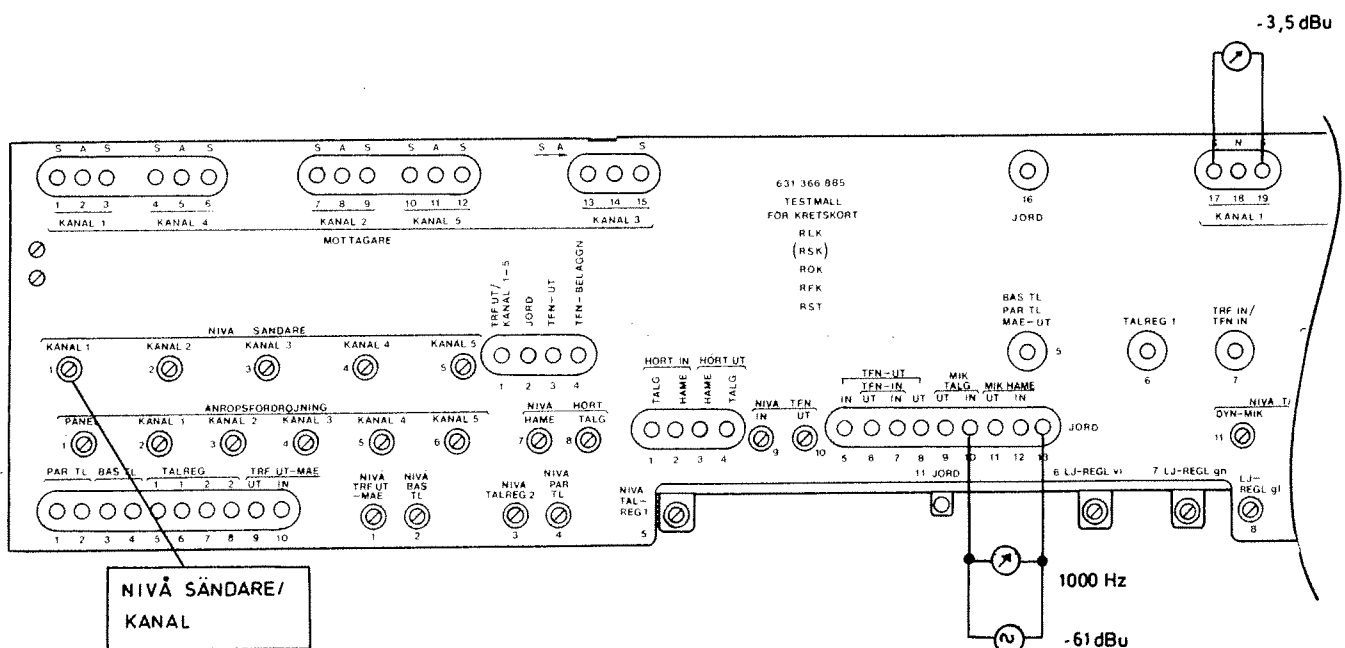 -3,5 dBu
S A S S A S S A S S A S S A S S N
1 2 3 4 5 6 7 8 9 10 11 12 13 14 15 16 17 18 19
KANAL 1 KANAL 4 KANAL 2 KANAL 5 KANAL 3 JORD KANAL 1
MOTTAGARE
631 366 885
TESTMALL
FÖR KRETSKORT
RLK
(RSK)
ROK
RFK
RST
TRF UT/
KANAL 1-5
JORD
TFN-UT
TFN-BELAGGN
1 2 3 4
BAS TL
PAR TL
MAE-UT
5
TALREG 1
6
TRF IN/
TFN IN
7
NIVÅ SÄNDARE
KANAL 1 KANAL 2 KANAL 3 KANAL 4 KANAL 5
1 2 3 4 5
HÖRT IN HÖRT UT
TALG HAME HAME TALG
1 2 3 4
NIVÅ TFN
IN UT
9 10
TFN-UT
TFN-IN
IN UT IN UT
MIK
TALG
UT IN
MIK HAME
UT IN
JORD
5 6 7 8 9 10 11 12 13
NIVÅ
DYN-MIK
11
ANROPSFÖRDRÖJNING
PANEL KANAL 1 KANAL 2 KANAL 3 KANAL 4 KANAL 5
1 2 3 4 5 6
NIVÅ HÖRT
HAME TALG
7 8
PAR TL BAS TL TALREG TRF UT-MAE
1 1 2 2 UT IN
1 2 3 4 5 6 7 8 9 10
NIVÅ
TRF UT
-MAE
1
NIVÅ
BAS
TL
2
NIVÅ
TALREG 2
3
NIVÅ
PAR
TL
4
NIVÅ
TAL-
REG 1
5
11 JORD
6 LJ-REGL vi
7 LJ-REGL gn
LJ-
REGL gl
8
NIVÅ SÄNDARE/
KANAL
1000 Hz
-61 dBu